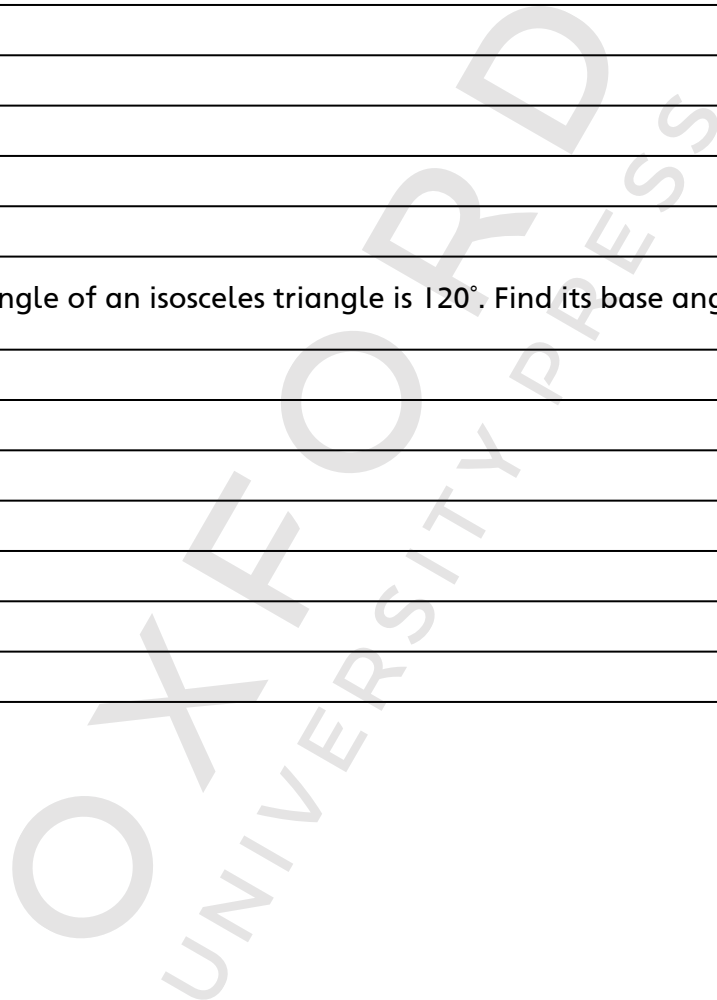 ngle of an isosceles triangle is 120°. Find its base ang
OXFORD
UNIVERSITY PRESS